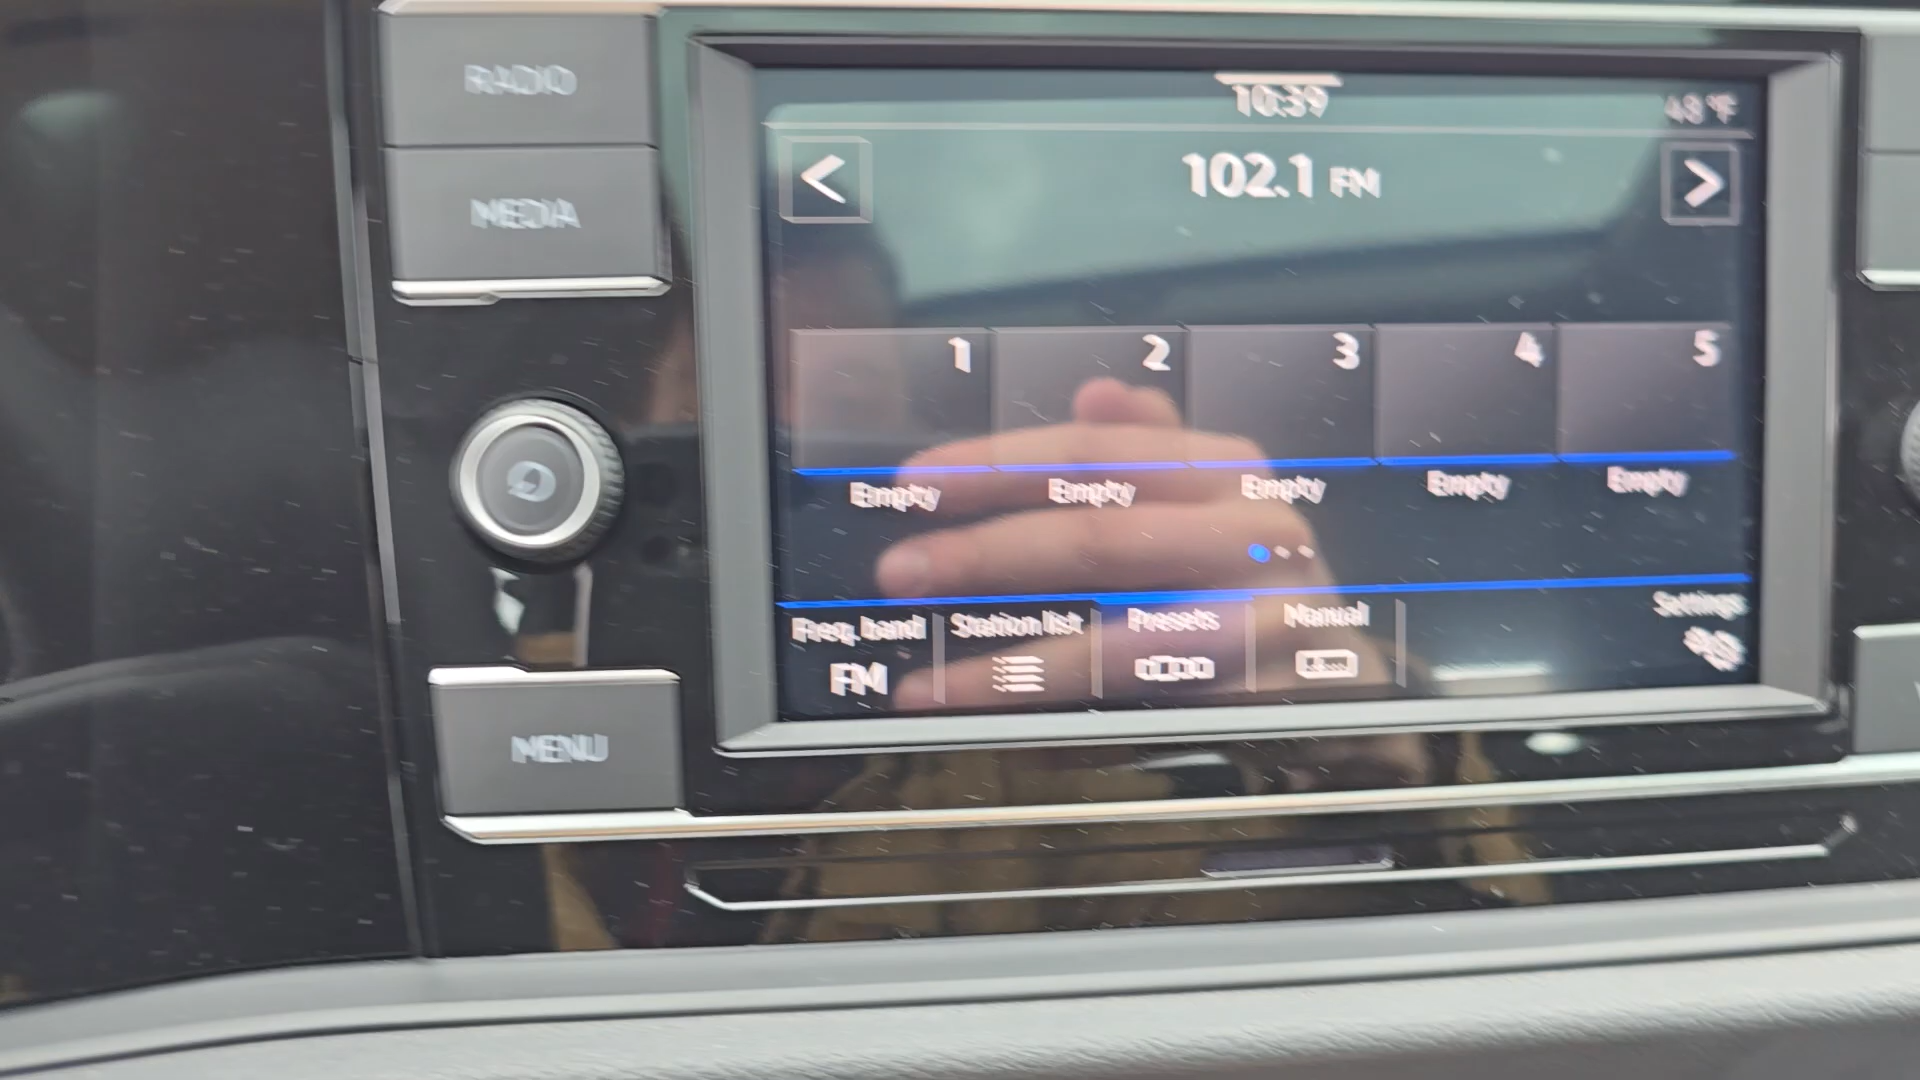 RADIO
MEDIA
MENU
10:39
48°F
102.1 FM
1 2 3 4 5
Empty Empty Empty Empty Empty
Freq. band Station list Presets Manual Settings
FM